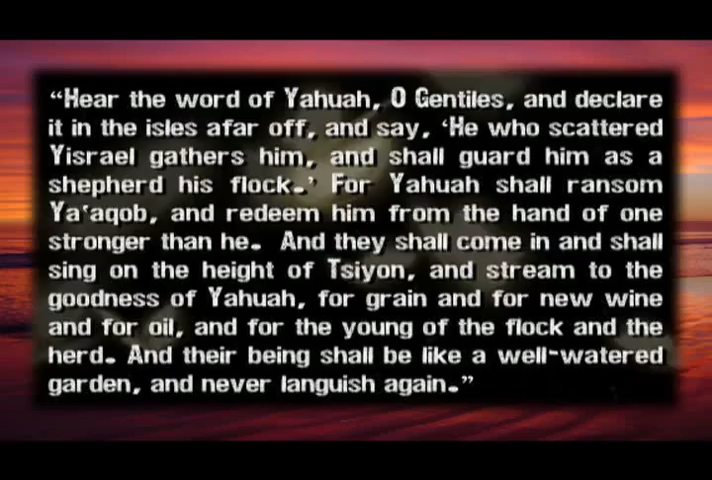 “Hear the word of Yahuah, O Gentiles, and declare
it in the isles afar off, and say, ‘He who scattered
Yisrael gathers him, and shall guard him as a
shepherd his flock.’ For Yahuah shall ransom
Ya‛aqob, and redeem him from the hand of one
stronger than he. And they shall come in and shall
sing on the height of Tsiyon, and stream to the
goodness of Yahuah, for grain and for new wine
and for oil, and for the young of the flock and the
herd. And their being shall be like a well-watered
garden, and never languish again.”